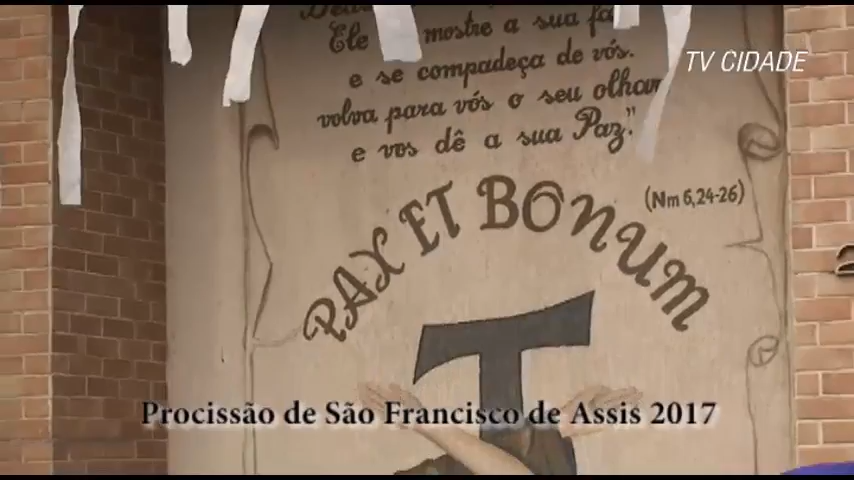 Ele mostre a sua fa
e se compadeça de vós.
volva para vós o seu olhar
e vos dê a sua Paz."
(Nm 6,24-26)
PAX ET BONUM
T
TV CIDADE
Procissão de São Francisco de Assis 2017